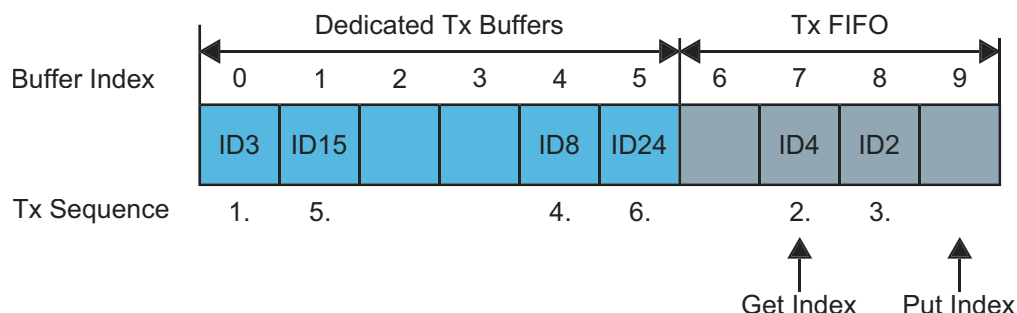 Dedicated Tx Buffers Tx FIFO
Buffer Index 0 1 2 3 4 5 6 7 8 9
ID3 ID15 ID8 ID24 ID4 ID2
Tx Sequence 1. 5. 4. 6. 2. 3.
Get Index Put Index